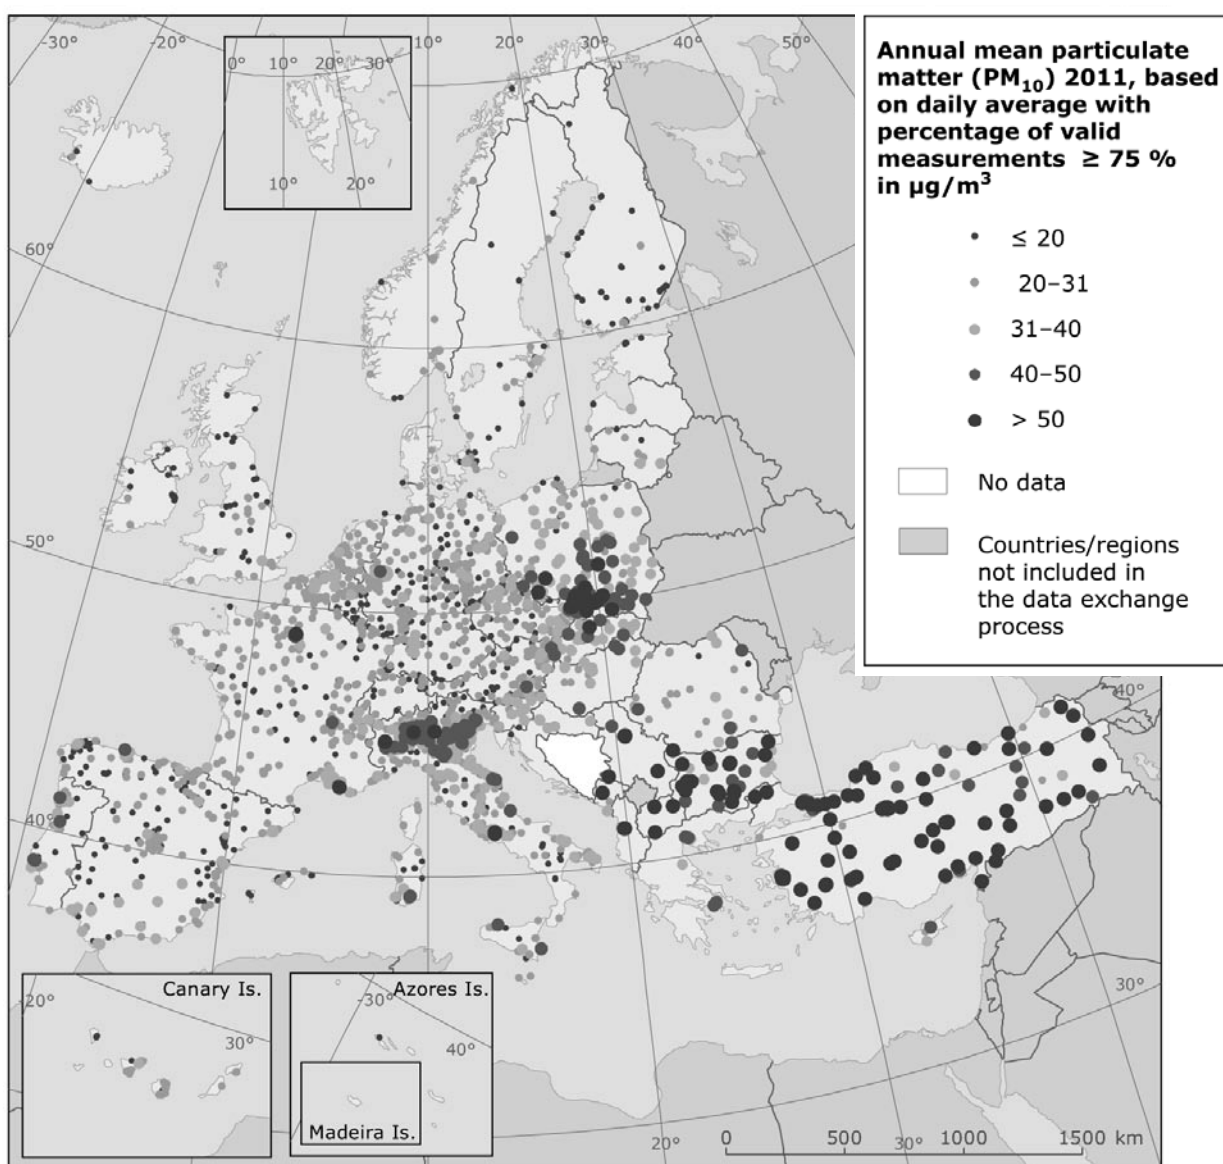 -30°
-20°
10°
20°
30°
40°
50°
0°
10°
20°
30°
10°
20°
60°
50°
40°
40°
30°
Annual mean particulate
matter (PM10) 2011, based
on daily average with
percentage of valid
measurements ≥ 75 %
in µg/m3
≤ 20
20–31
31–40
40–50
> 50
No data
Countries/regions
not included in
the data exchange
process
Canary Is.
-20°
30°
Azores Is.
-30°
40°
Madeira Is.
20°
30°
0
500
1000
1500 km